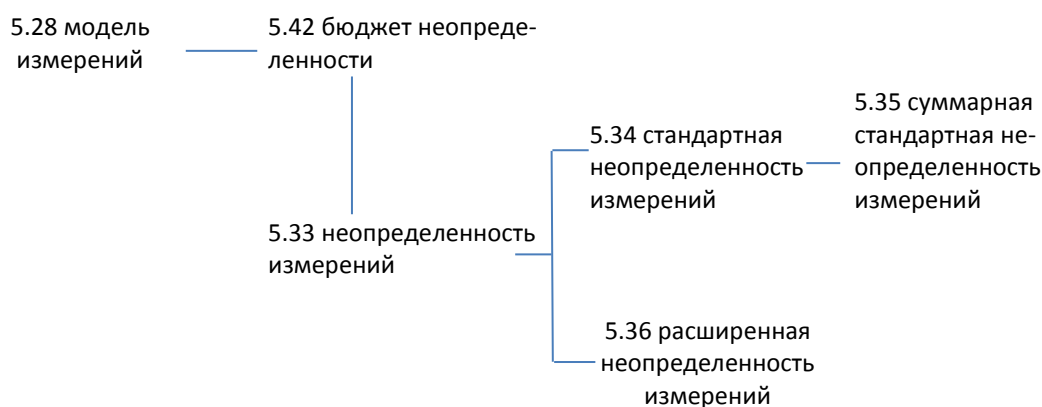 5.28 модель
измерений
5.42 бюджет неопреде-
ленности
5.35 суммарная
стандартная не-
определенность
измерений
5.34 стандартная
неопределенность
измерений
5.33 неопределенность
измерений
5.36 расширенная
неопределенность
измерений